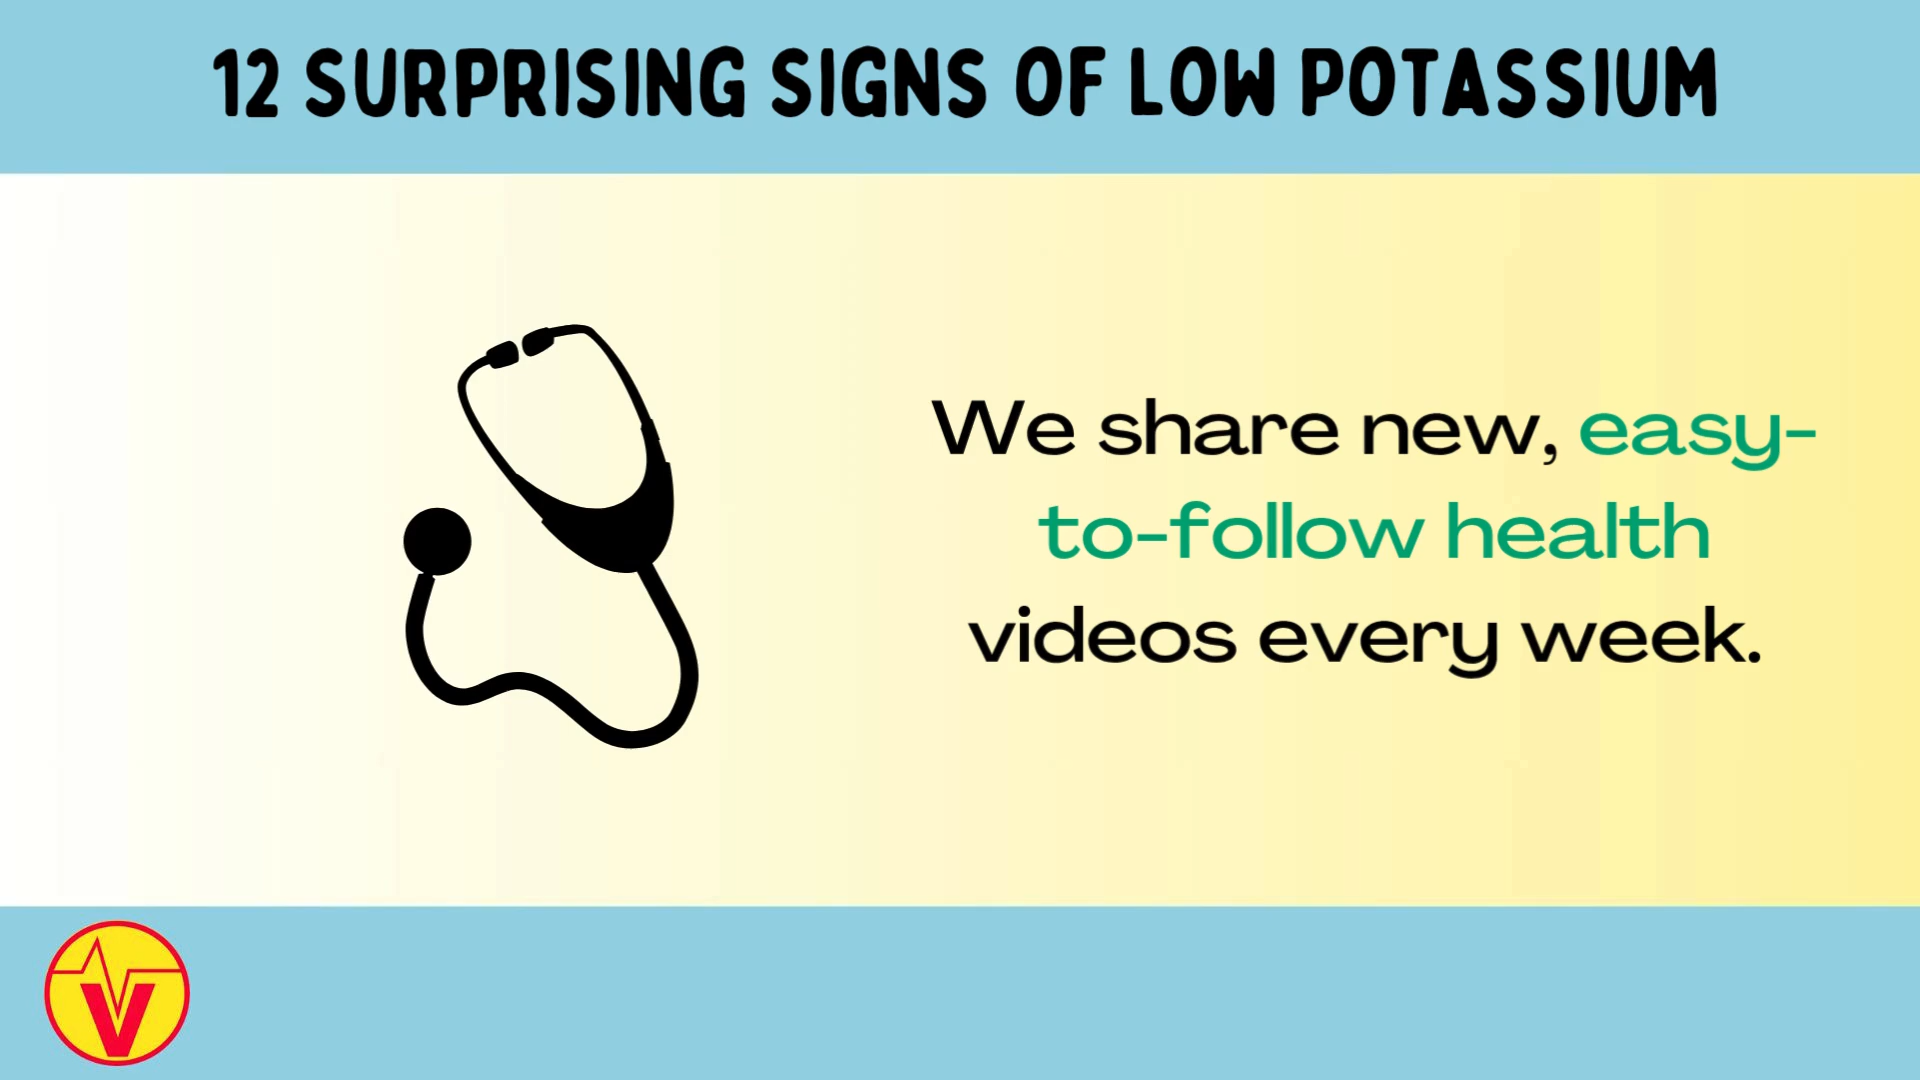 12 SURPRISING SIGNS OF LOW POTASSIUM
We share new, easy-
to-follow health
videos every week.
V